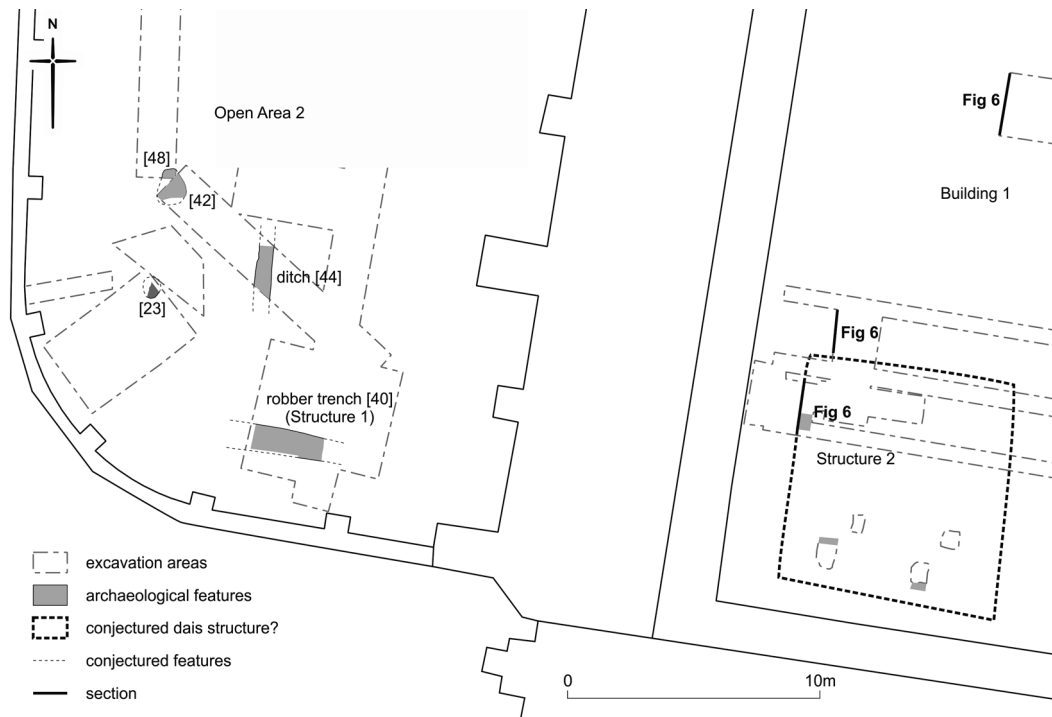 N
Open Area 2
Fig 6
[48]
[42]
Building 1
ditch [44]
[23]
Fig 6
robber trench [40]
(Structure 1)
Fig 6
Structure 2
excavation areas
archaeological features
conjectured dais structure?
conjectured features
section
0
10m